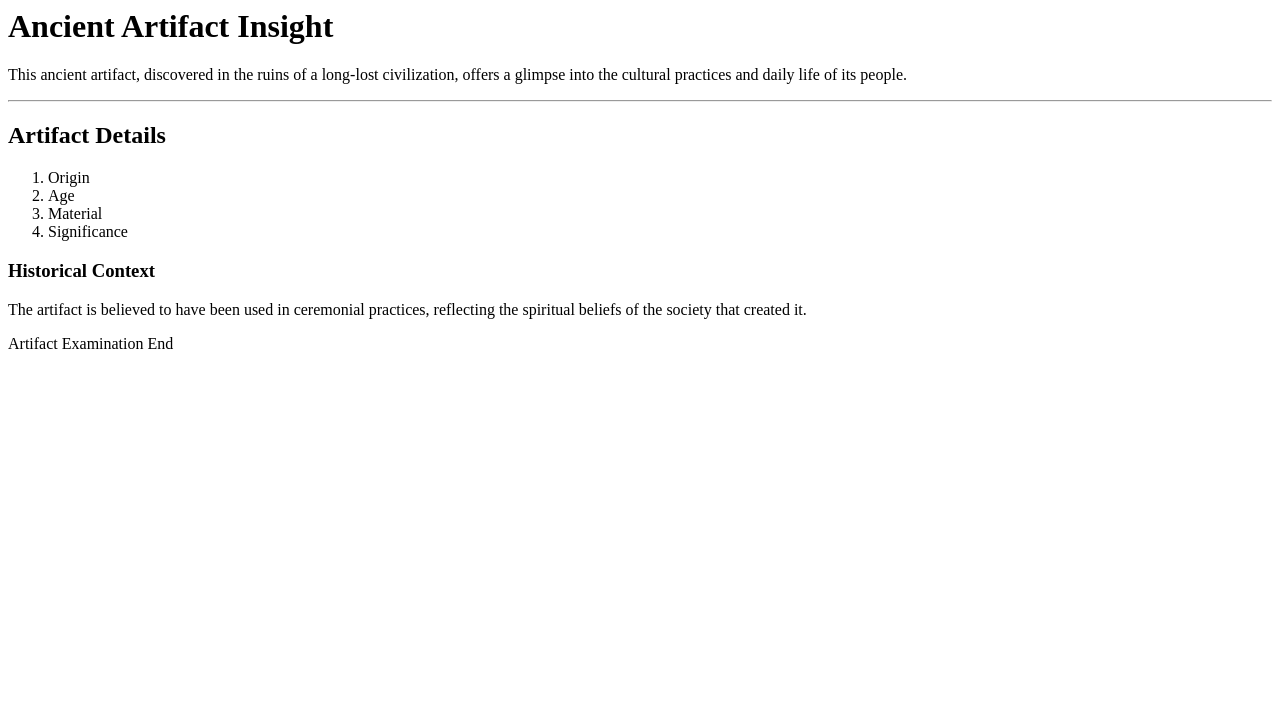 Ancient Artifact Insight
This ancient artifact, discovered in the ruins of a long-lost civilization, offers a glimpse into the cultural practices and daily life of its people.
Artifact Details
1. Origin
2. Age
3. Material
4. Significance
Historical Context
The artifact is believed to have been used in ceremonial practices, reflecting the spiritual beliefs of the society that created it.
Artifact Examination End